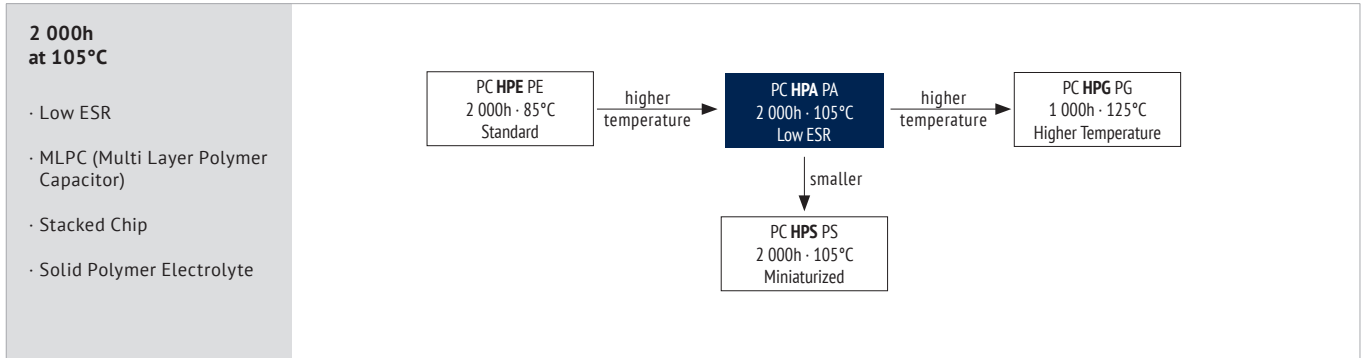 2 000h
at 105°C
· Low ESR
· MLPC (Multi Layer Polymer
Capacitor)
· Stacked Chip
· Solid Polymer Electrolyte
PC HPE PE
2 000h · 85°C
Standard
higher
temperature
PC HPA PA
2 000h · 105°C
Low ESR
higher
temperature
PC HPG PG
1 000h · 125°C
Higher Temperature
smaller
PC HPS PS
2 000h · 105°C
Miniaturized